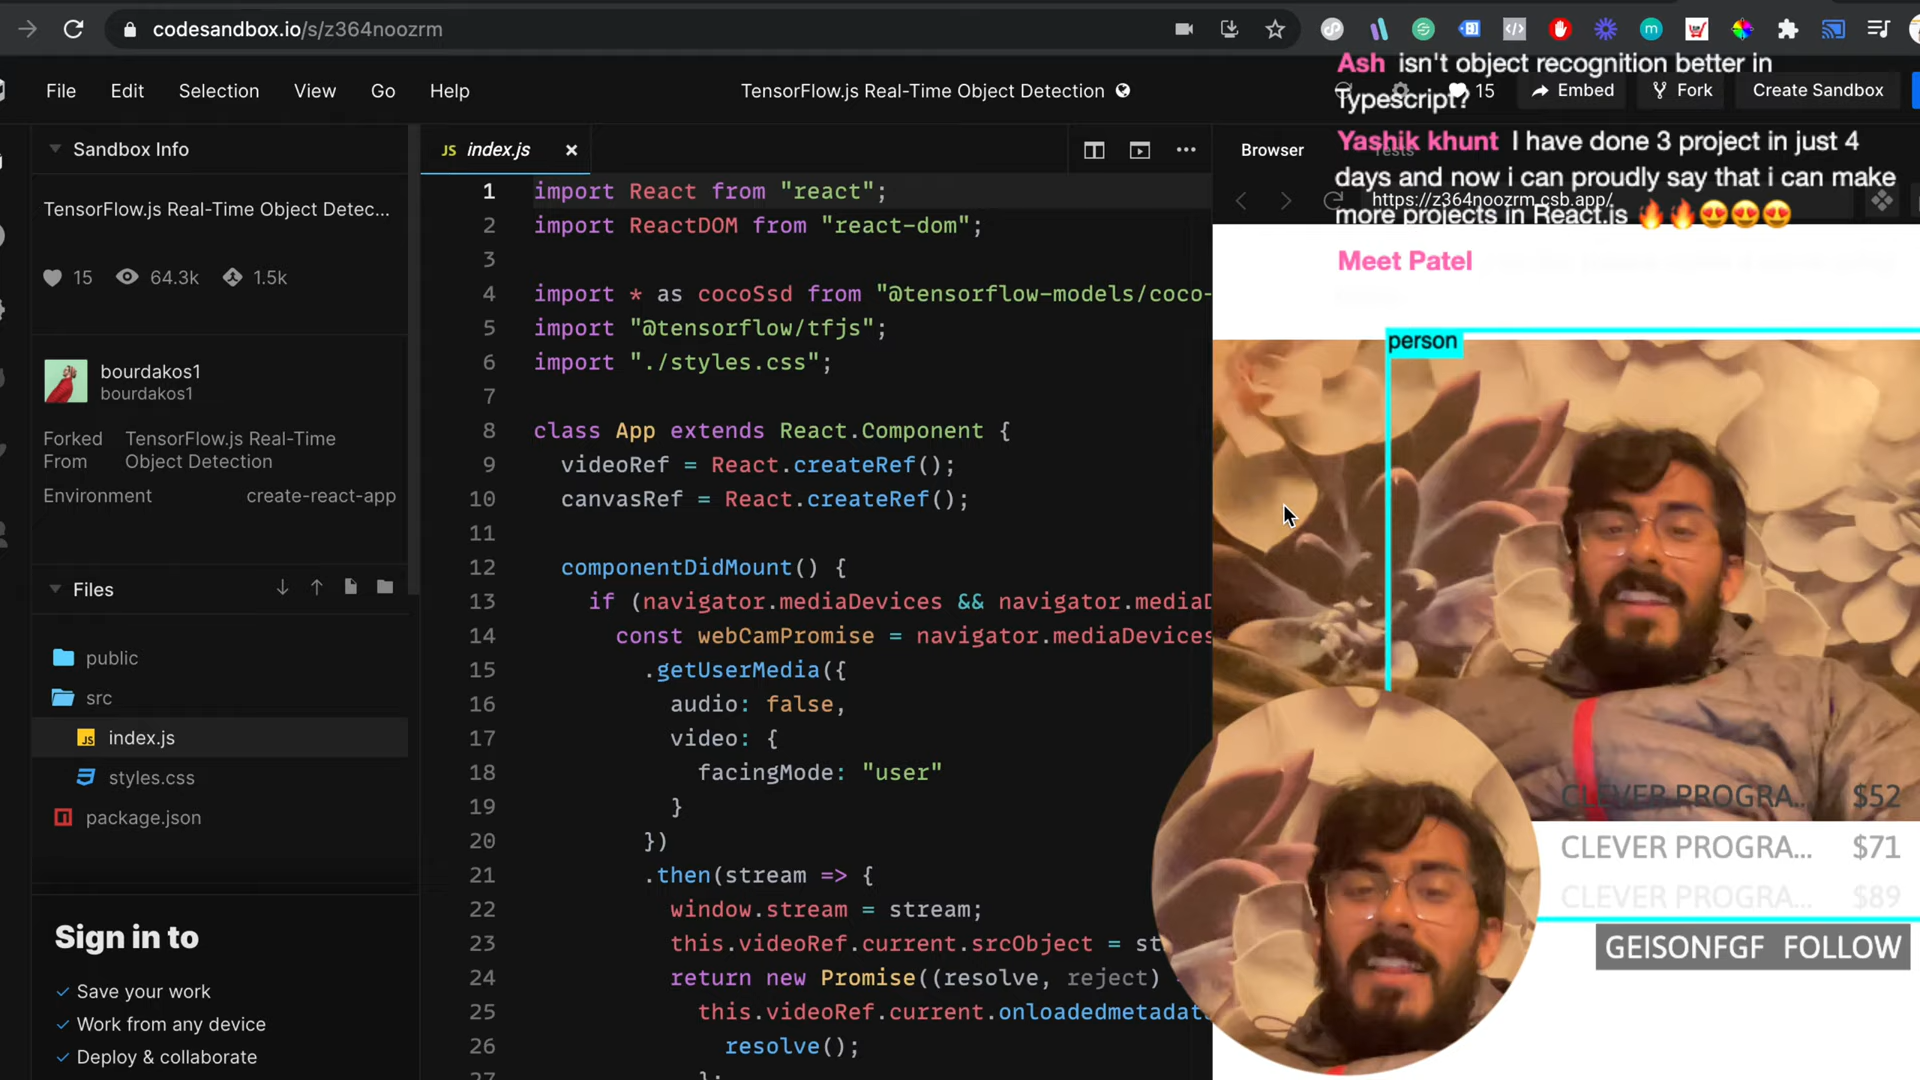 codesandbox.io/s/z364noozrm
File Edit Selection View Go Help
TensorFlow.js Real-Time Object Detection
15 Embed Fork Create Sandbox
Sandbox Info
TensorFlow.js Real-Time Object Detec...
15 64.3k 1.5k
bourdakos1
bourdakos1
Forked From TensorFlow.js Real-Time Object Detection
Environment create-react-app
Files
public
src
JS index.js
styles.css
package.json
Sign in to
Save your work
Work from any device
Deploy & collaborate
JS index.js
1 import React from "react";
2 import ReactDOM from "react-dom";
3
4 import * as cocoSsd from "@tensorflow-models/coco-
5 import "@tensorflow/tfjs";
6 import "./styles.css";
7
8 class App extends React.Component {
9 videoRef = React.createRef();
10 canvasRef = React.createRef();
11
12 componentDidMount() {
13 if (navigator.mediaDevices && navigator.media
14 const webCamPromise = navigator.mediaDevices
15 .getUserMedia({
16 audio: false,
17 video: {
18 facingMode: "user"
19 }
20 })
21 .then(stream => {
22 window.stream = stream;
23 this.videoRef.current.srcObject = st
24 return new Promise((resolve, reject)
25 this.videoRef.current.onloadedmetadat
26 resolve();
27 };
Browser Tests
https://z364noozrm.csb.app/
Ash isn't object recognition better in
Typescript?
Yashik khunt I have done 3 project in just 4
days and now i can proudly say that i can make
more projects in React.js 🔥🔥😍😍😍
Meet Patel
person
CLEVER PROGRA... $52
CLEVER PROGRA... $71
CLEVER PROGRA... $89
GEISONFGF FOLLOW